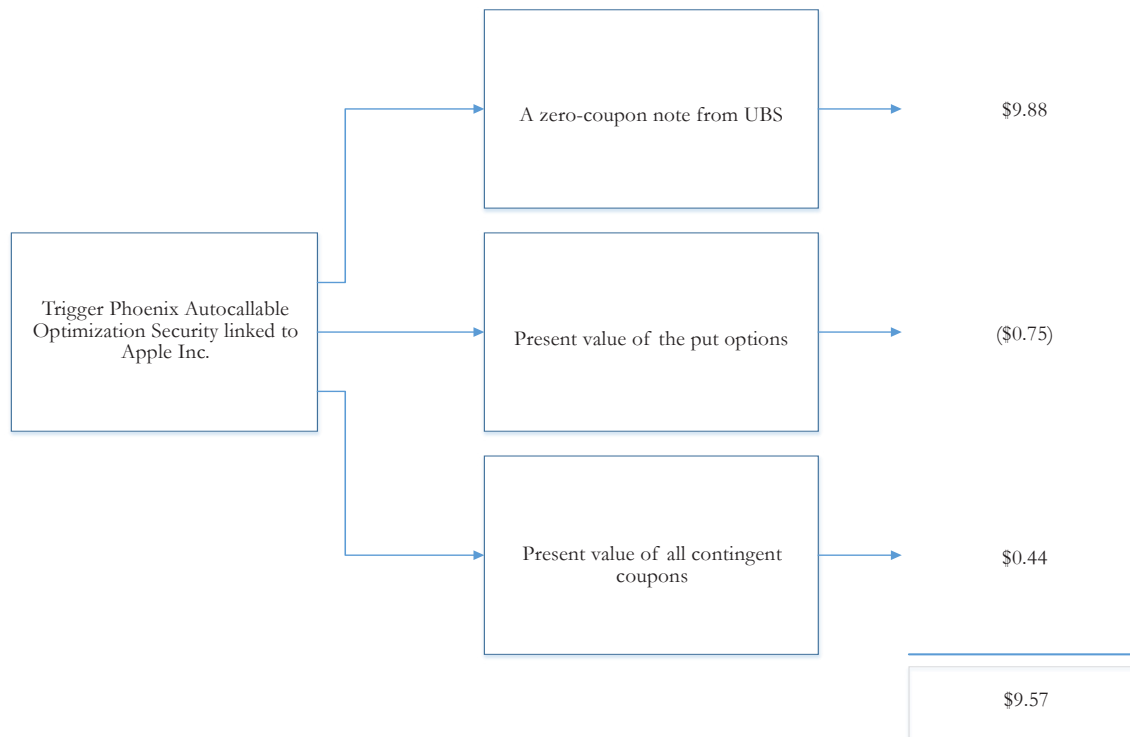 A zero-coupon note from UBS
$9.88
Trigger Phoenix Autocallable
Optimization Security linked to
Apple Inc.
Present value of the put options
($0.75)
Present value of all contingent
coupons
$0.44
$9.57